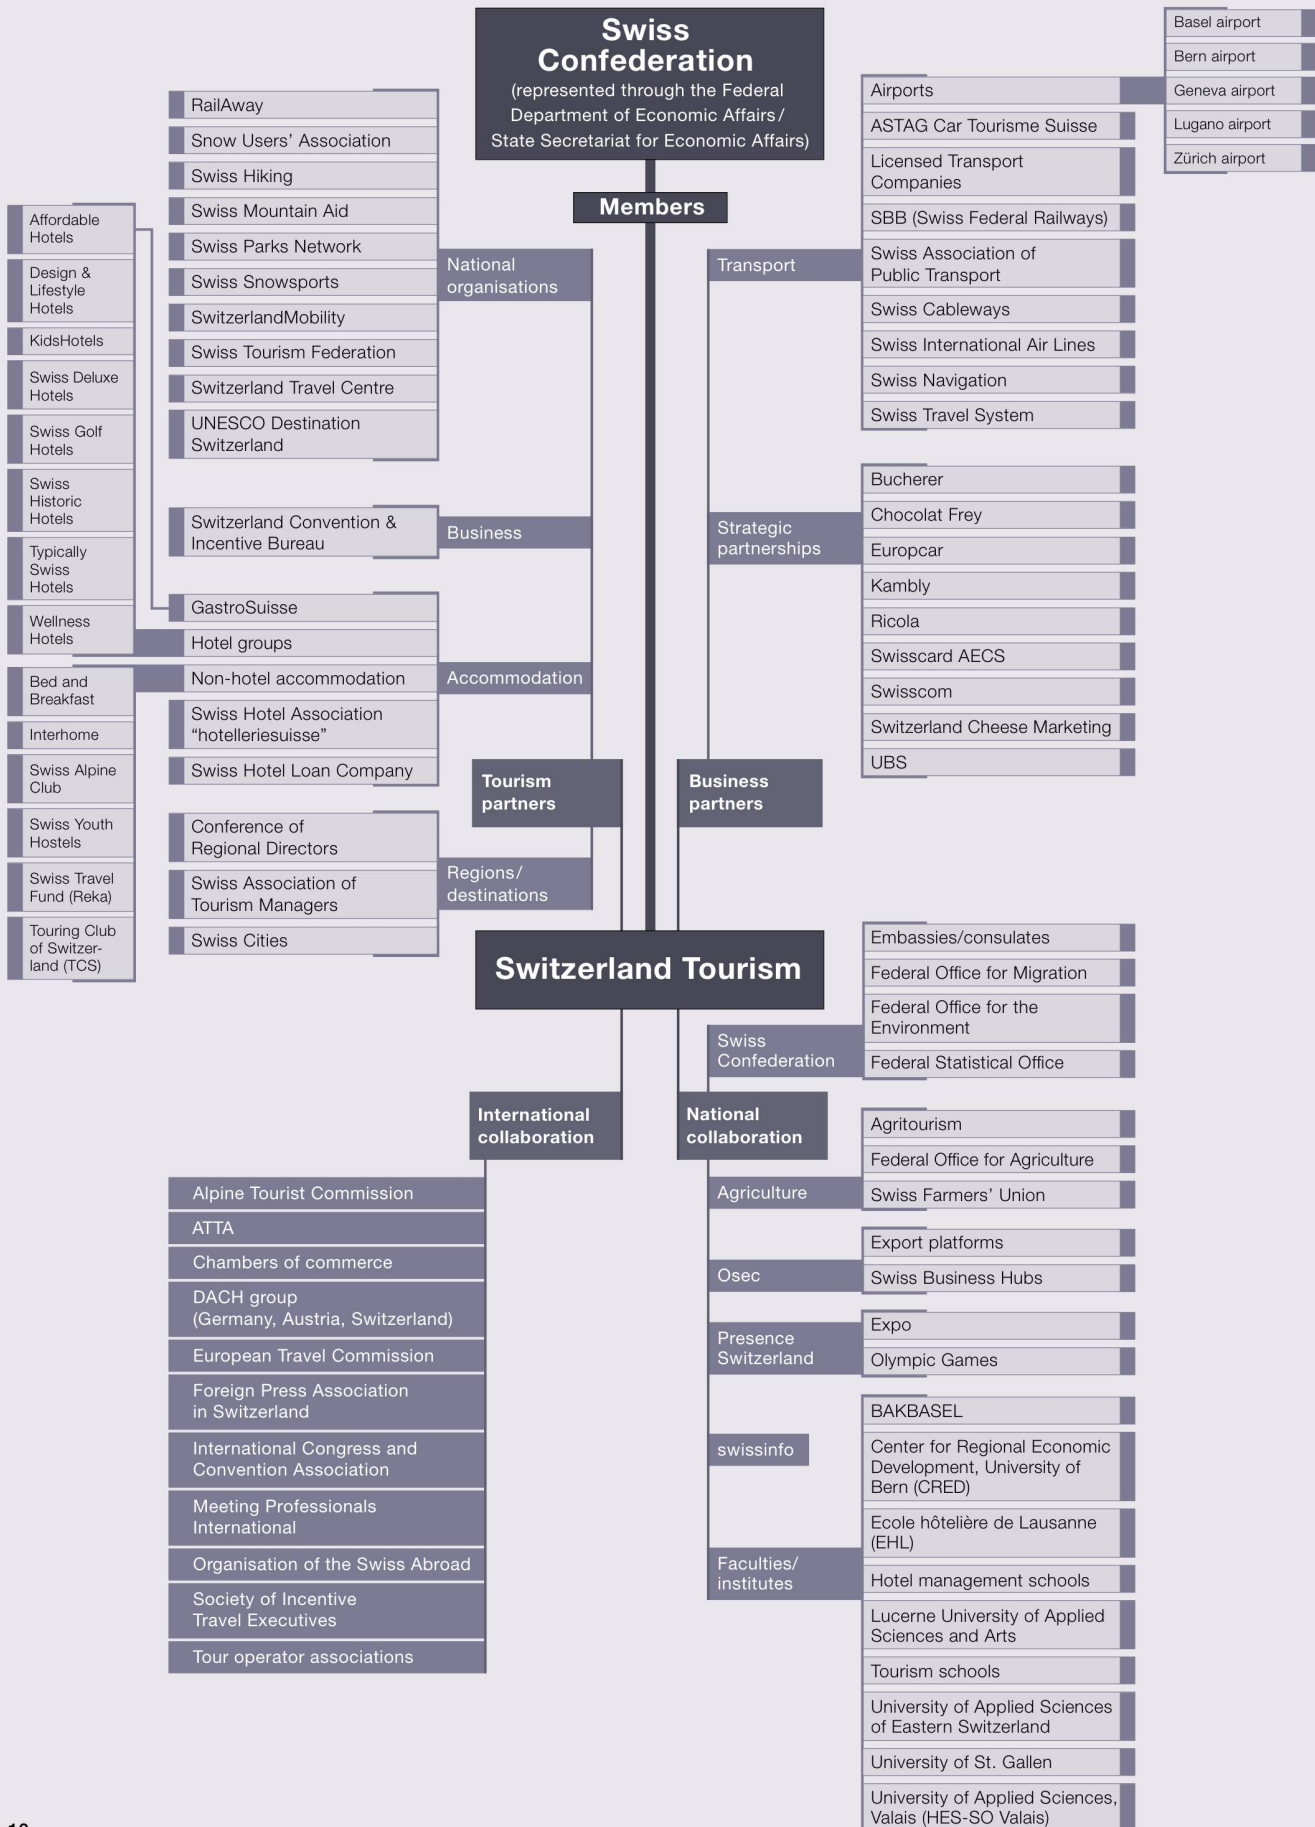 Swiss
Confederation
(represented through the Federal
Department of Economic Affairs/
State Secretariat for Economic Affairs)
Members
Affordable
Hotels
Design &
Lifestyle
Hotels
KidsHotels
Swiss Deluxe
Hotels
Swiss Golf
Hotels
Swiss
Historic
Hotels
Typically
Swiss
Hotels
Wellness
Hotels
Bed and
Breakfast
Interhome
Swiss Alpine
Club
Swiss Youth
Hostels
Swiss Travel
Fund (Reka)
Touring Club
of Switzer-
land (TCS)
RailAway
Snow Users’ Association
Swiss Hiking
Swiss Mountain Aid
Swiss Parks Network
Swiss Snowsports
SwitzerlandMobility
Swiss Tourism Federation
Switzerland Travel Centre
UNESCO Destination
Switzerland
National
organisations
Switzerland Convention &
Incentive Bureau
Business
GastroSuisse
Hotel groups
Non-hotel accommodation
Swiss Hotel Association
“hotelleriesuisse”
Swiss Hotel Loan Company
Accommodation
Conference of
Regional Directors
Swiss Association of
Tourism Managers
Swiss Cities
Regions/
destinations
Tourism
partners
Business
partners
Transport
Airports
ASTAG Car Tourisme Suisse
Licensed Transport
Companies
SBB (Swiss Federal Railways)
Swiss Association of
Public Transport
Swiss Cableways
Swiss International Air Lines
Swiss Navigation
Swiss Travel System
Basel airport
Bern airport
Geneva airport
Lugano airport
Zürich airport
Strategic
partnerships
Bucherer
Chocolat Frey
Europcar
Kambly
Ricola
Swisscard AECS
Swisscom
Switzerland Cheese Marketing
UBS
Switzerland Tourism
International
collaboration
Alpine Tourist Commission
ATTA
Chambers of commerce
DACH group
(Germany, Austria, Switzerland)
European Travel Commission
Foreign Press Association
in Switzerland
International Congress and
Convention Association
Meeting Professionals
International
Organisation of the Swiss Abroad
Society of Incentive
Travel Executives
Tour operator associations
National
collaboration
Swiss
Confederation
Embassies/consulates
Federal Office for Migration
Federal Office for the
Environment
Federal Statistical Office
Agriculture
Agritourism
Federal Office for Agriculture
Swiss Farmers’ Union
Osec
Export platforms
Swiss Business Hubs
Presence
Switzerland
Expo
Olympic Games
swissinfo
Faculties/
institutes
BAKBASEL
Center for Regional Economic
Development, University of
Bern (CRED)
Ecole hôtelière de Lausanne
(EHL)
Hotel management schools
Lucerne University of Applied
Sciences and Arts
Tourism schools
University of Applied Sciences
of Eastern Switzerland
University of St. Gallen
University of Applied Sciences,
Valais (HES-SO Valais)